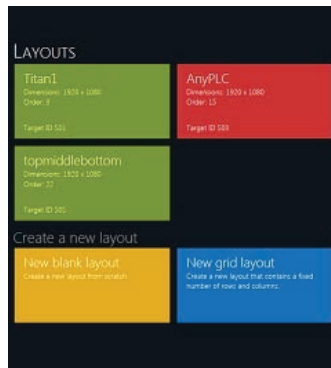 LAYOUTS
Titan1
Dimensions: 1920 x 1080
Order: 8
Target ID 501
AnyPLC
Dimensions: 1920 x 1080
Order: 15
Target ID 503
topmiddlebottom
Dimensions: 1920 x 1080
Order: 22
Target ID 505
Create a new layout
New blank layout
Create a new layout from scratch
New grid layout
Create a new layout that contains a fixed
number of rows and columns.